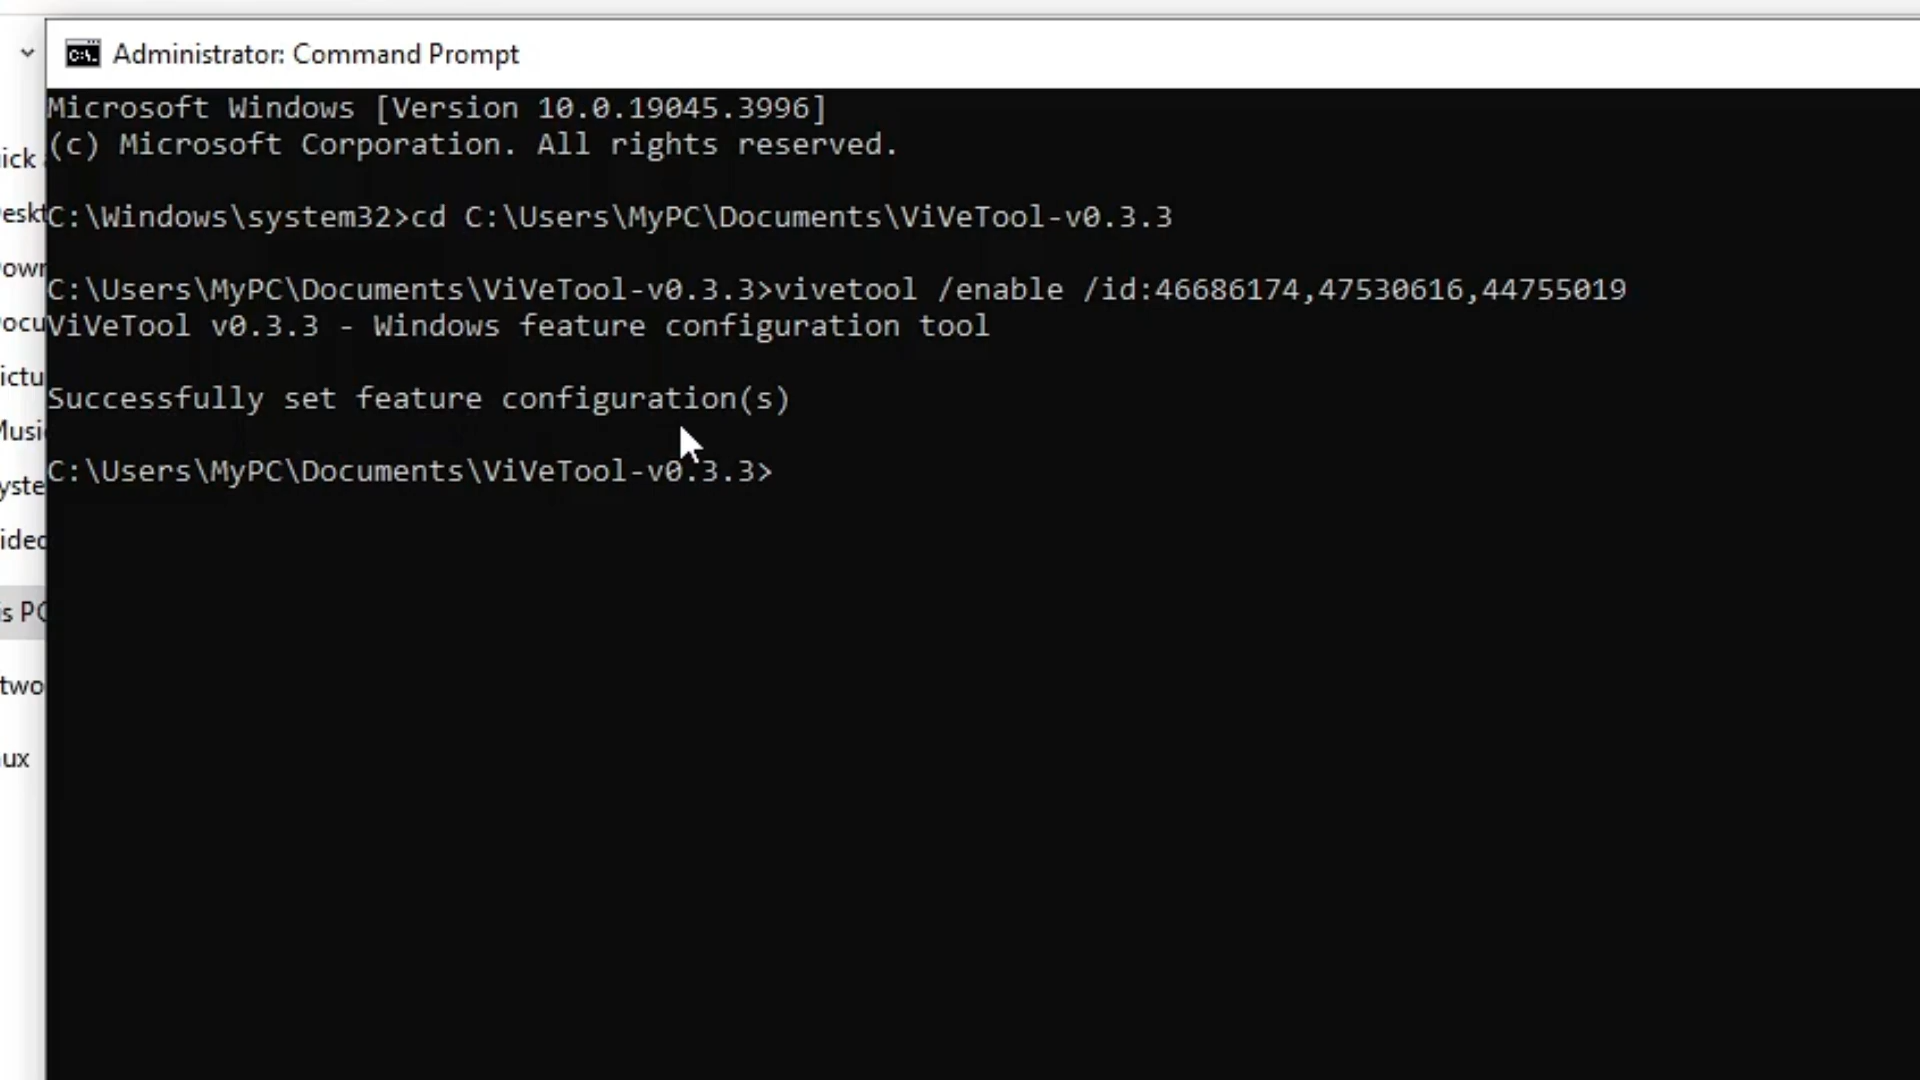 Administrator: Command Prompt
Microsoft Windows [Version 10.0.19045.3996]
(c) Microsoft Corporation. All rights reserved.
C:\Windows\system32>cd C:\Users\MyPC\Documents\ViVeTool-v0.3.3
C:\Users\MyPC\Documents\ViVeTool-v0.3.3>vivetool /enable /id:46686174,47530616,44755019
ViVeTool v0.3.3 - Windows feature configuration tool
Successfully set feature configuration(s)
C:\Users\MyPC\Documents\ViVeTool-v0.3.3>